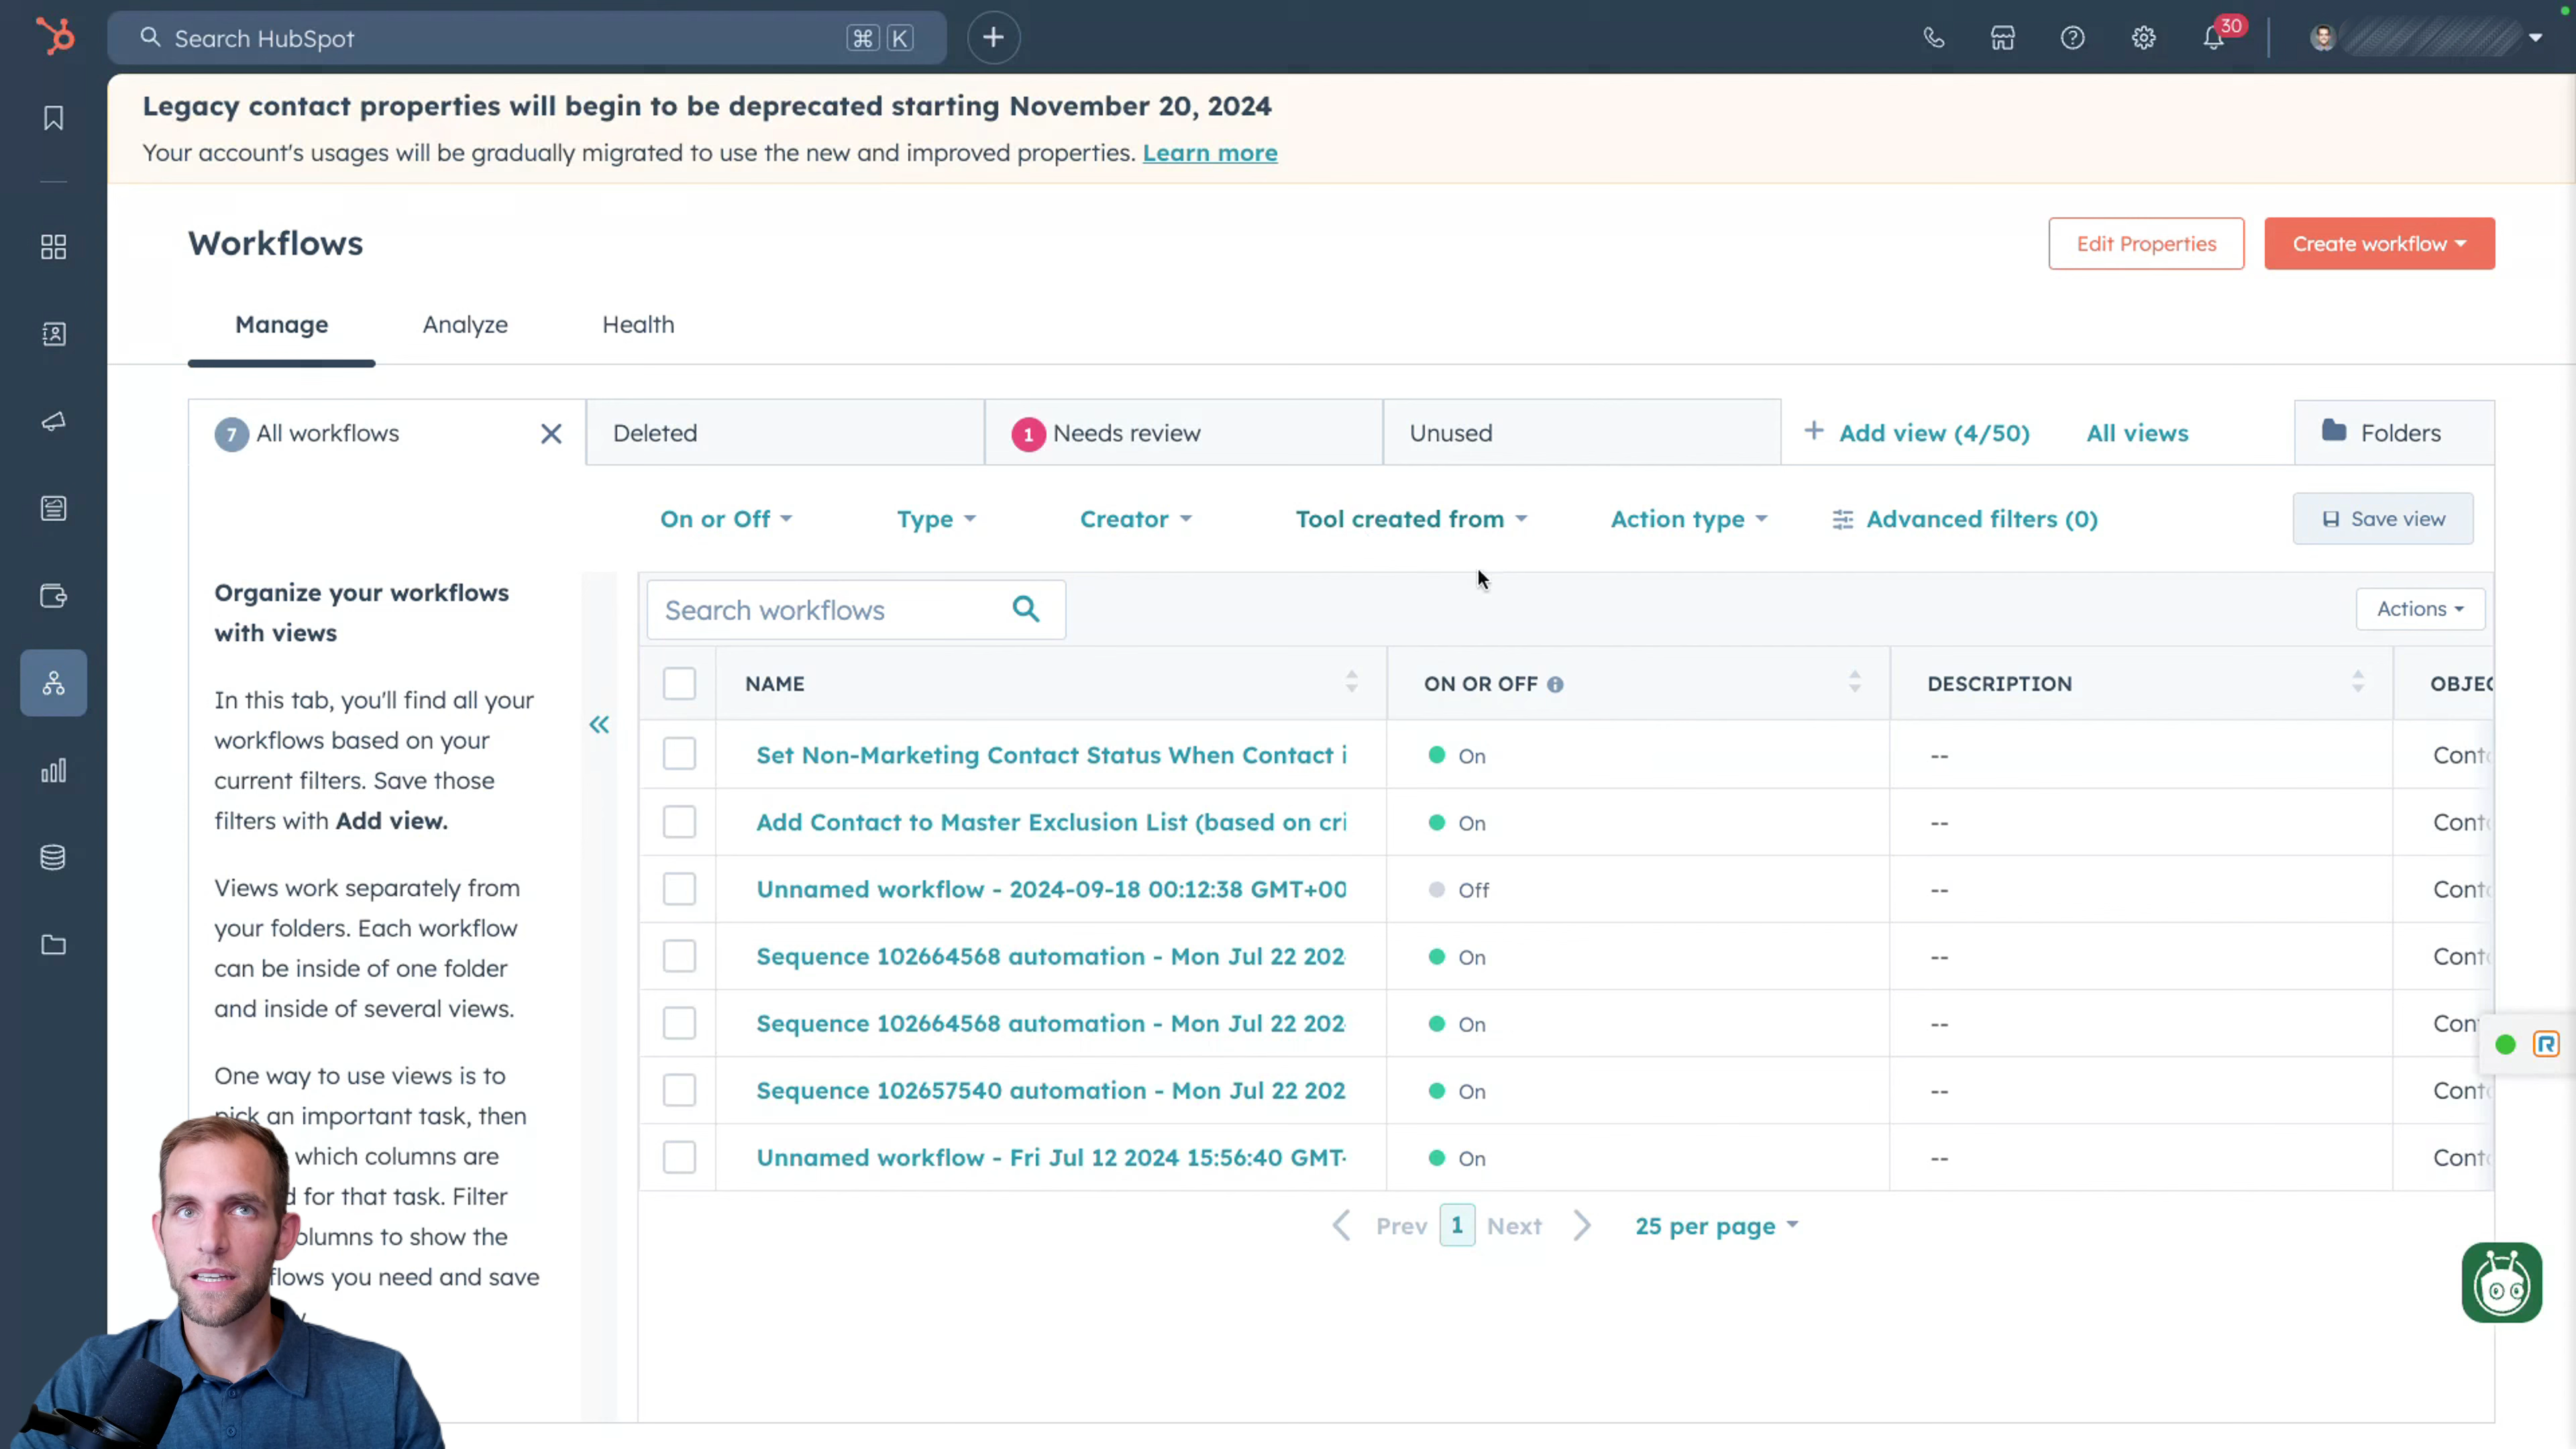 Search HubSpot
⌘ K
30
Legacy contact properties will begin to be deprecated starting November 20, 2024
Your account's usages will be gradually migrated to use the new and improved properties. Learn more
Workflows
Edit Properties
Create workflow
Manage
Analyze
Health
7 All workflows
Deleted
1 Needs review
Unused
+ Add view (4/50)
All views
Folders
On or Off
Type
Creator
Tool created from
Action type
Advanced filters (0)
Save view
Organize your workflows
with views
In this tab, you'll find all your
workflows based on your
current filters. Save those
filters with Add view.
Views work separately from
your folders. Each workflow
can be inside of one folder
and inside of several views.
One way to use views is to
pick an important task, then
which columns are
for that task. Filter
columns to show the
you need and save
Search workflows
Actions
NAME
ON OR OFF
DESCRIPTION
OBJEC
Set Non-Marketing Contact Status When Contact i
On
--
Conta
Add Contact to Master Exclusion List (based on cri
On
--
Conta
Unnamed workflow - 2024-09-18 00:12:38 GMT+00
Off
--
Conta
Sequence 102664568 automation - Mon Jul 22 202
On
--
Conta
Sequence 102664568 automation - Mon Jul 22 202
On
--
Con
Sequence 102657540 automation - Mon Jul 22 202
On
--
Conta
Unnamed workflow - Fri Jul 12 2024 15:56:40 GMT-
On
--
Conta
Prev 1 Next
25 per page